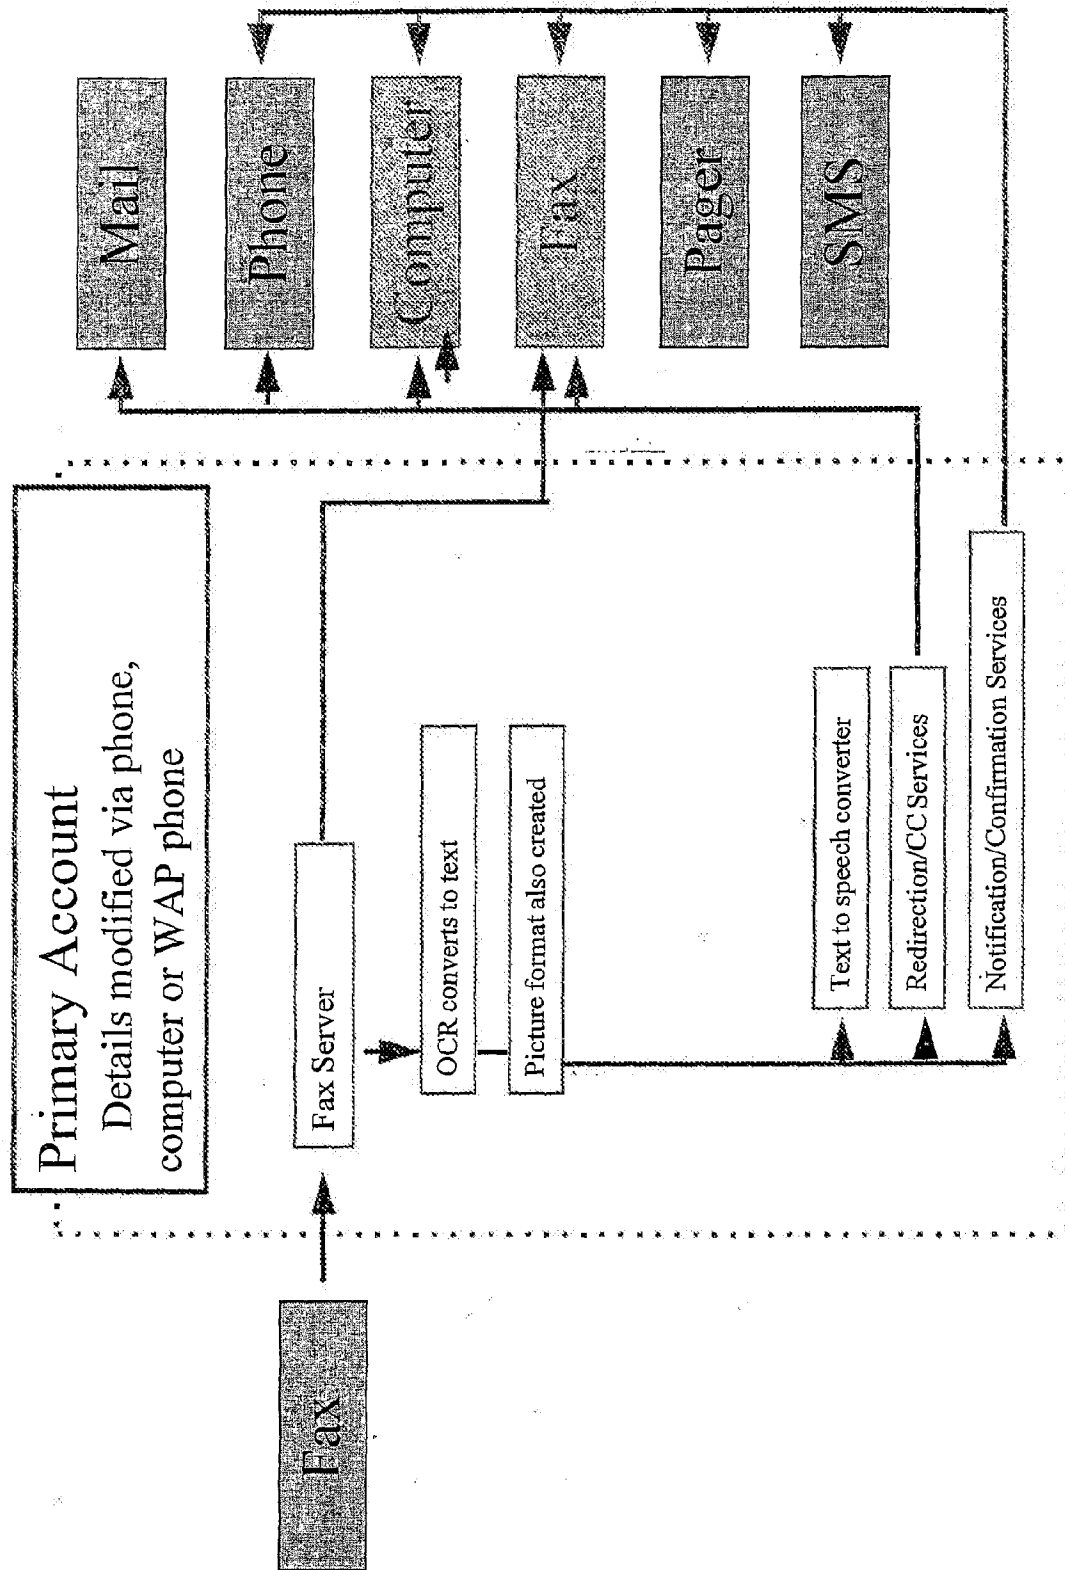 Primary Account
Details modified via phone,
computer or WAP phone
Fax
Fax Server
OCR converts to text
Picture format also created
Text to speech converter
Redirection/CC Services
Notification/Confirmation Services
Mail
Phone
Computer
Fax
Pager
SMS